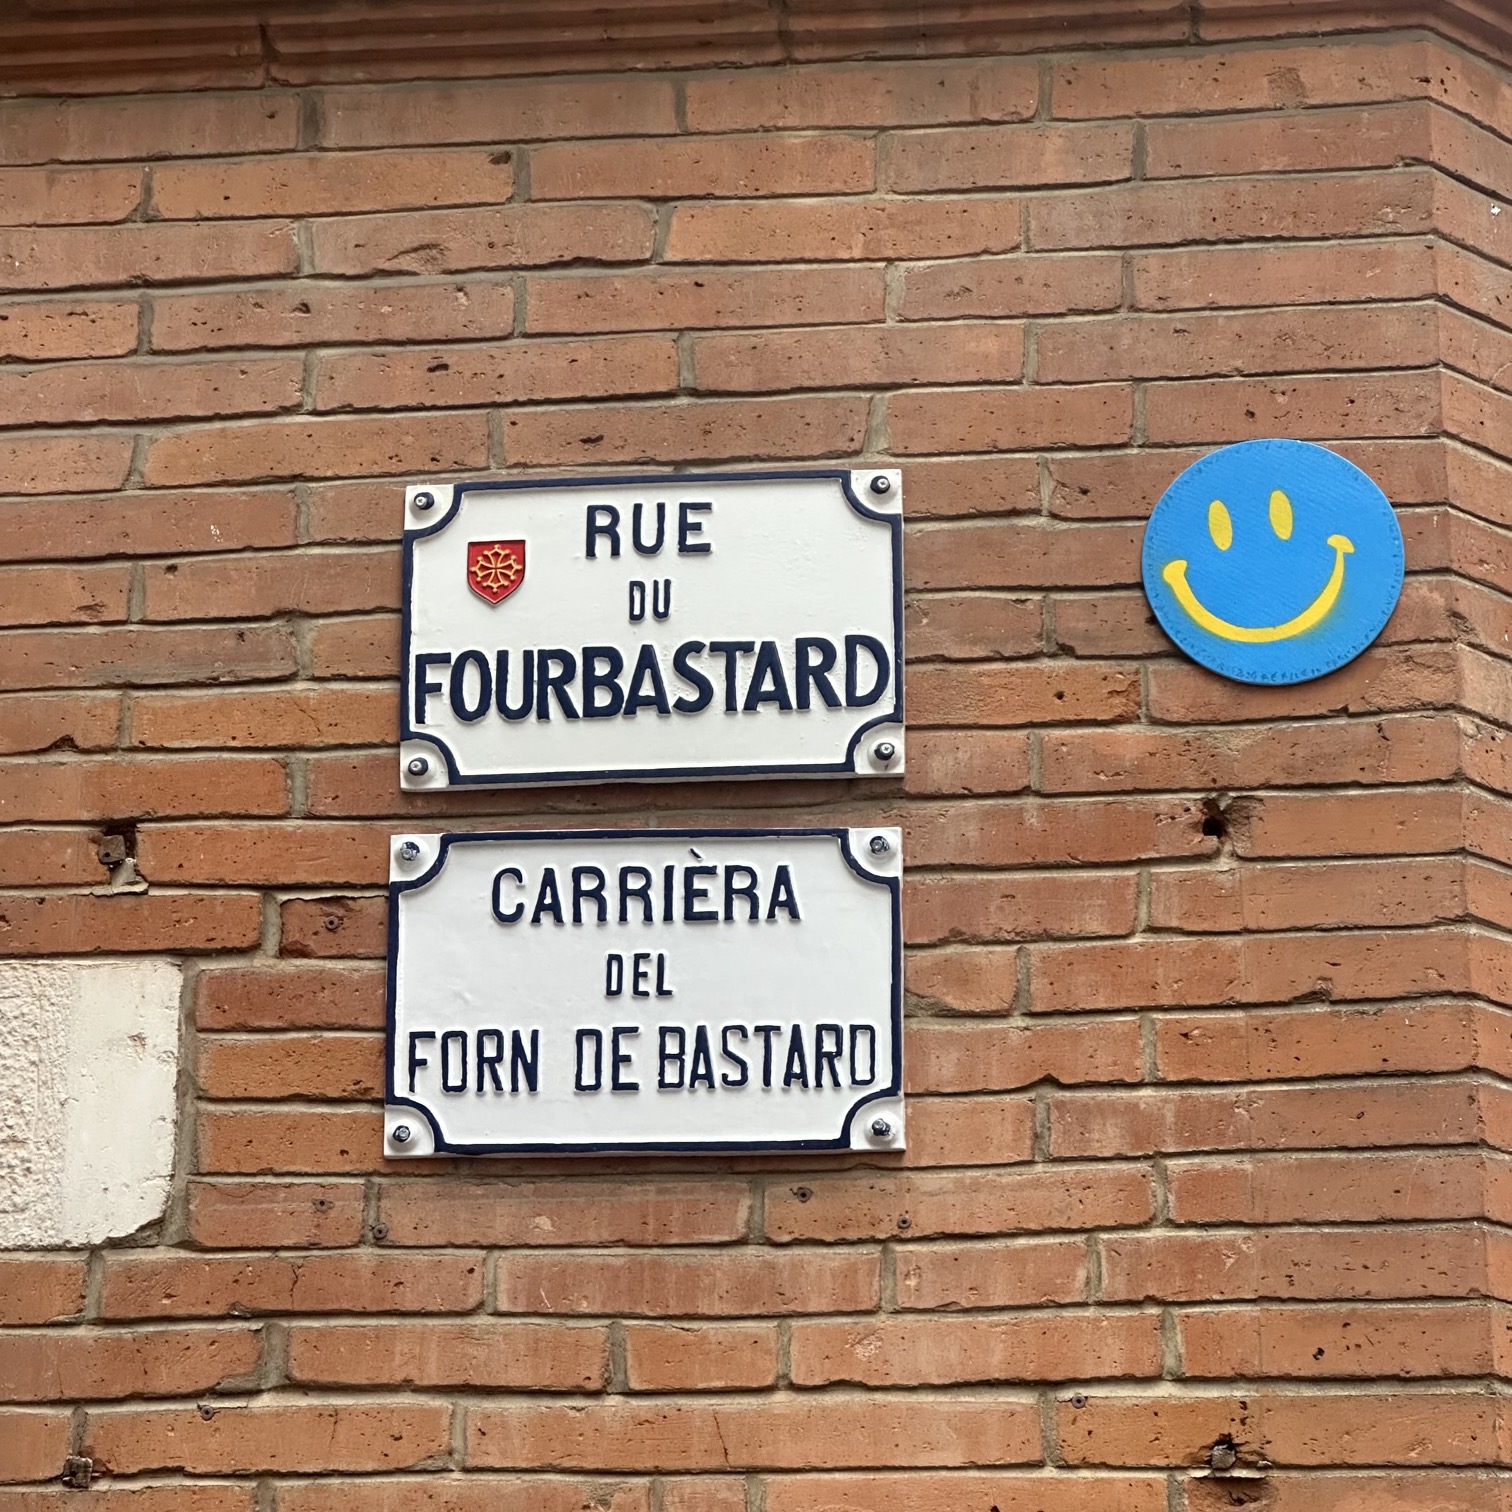 RUE
DU
FOURBASTARD
CARRIÈRA
DEL
FORN DE BASTARD